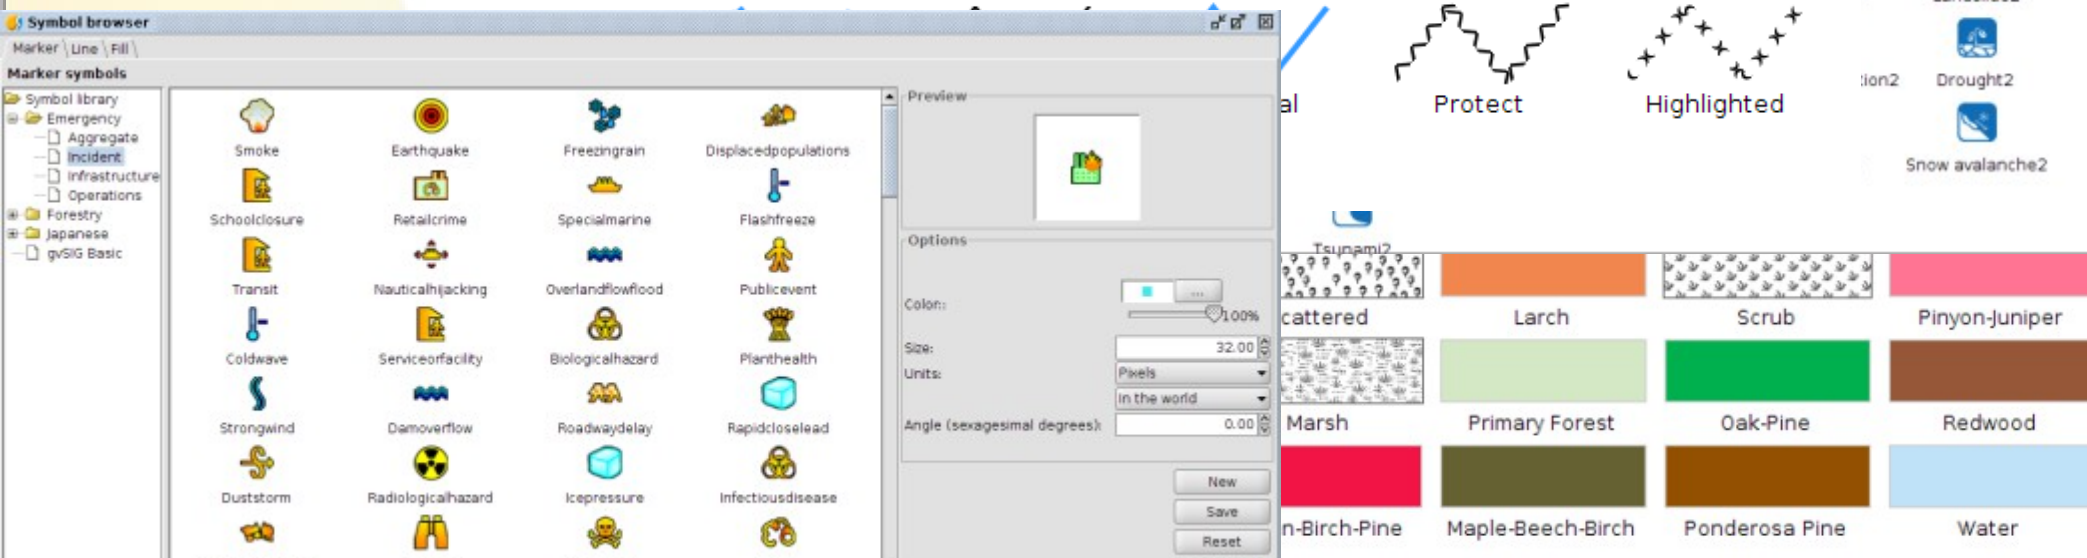 Symbol browser
Marker Line Fill
Marker symbols
Symbol library
Emergency
Aggregate
Incident
Infrastructure
Operations
Forestry
Japanese
gvSIG Basic
Smoke Earthquake Freezingrain Displacedpopulations
Schoolclosure Retailcrime Specialmarine Flashfreeze
Transit Nauticalhijacking Overlandflowflood Publicevent
Coldwave Serviceorfacility Biologicalhazard Planthealth
Strongwind Damoverflow Roadwaydelay Rapidcloselead
Duststorm Radiologicalhazard Icepressure Infectiousdisease
Preview
Options
Color:
...
100%
Size: 32.00
Units: Pixels
in the world
Angle (sexagesimal degrees): 0.00
New
Save
Reset
al Protect Highlighted
tion2 Drought2
Snow avalanche2
Tsunami2
cattered Larch Scrub Pinyon-Juniper
Marsh Primary Forest Oak-Pine Redwood
n-Birch-Pine Maple-Beech-Birch Ponderosa Pine Water